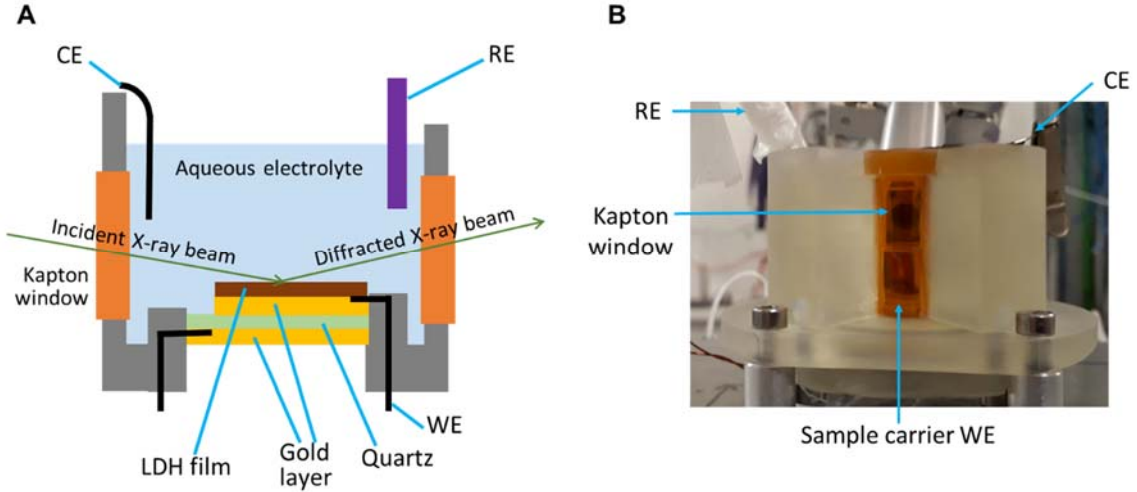 A
CE
RE
Aqueous electrolyte
Incident X-ray beam
Diffracted X-ray beam
Kapton
window
WE
LDH film
Gold
layer
Quartz
B
RE
CE
Kapton
window
Sample carrier WE